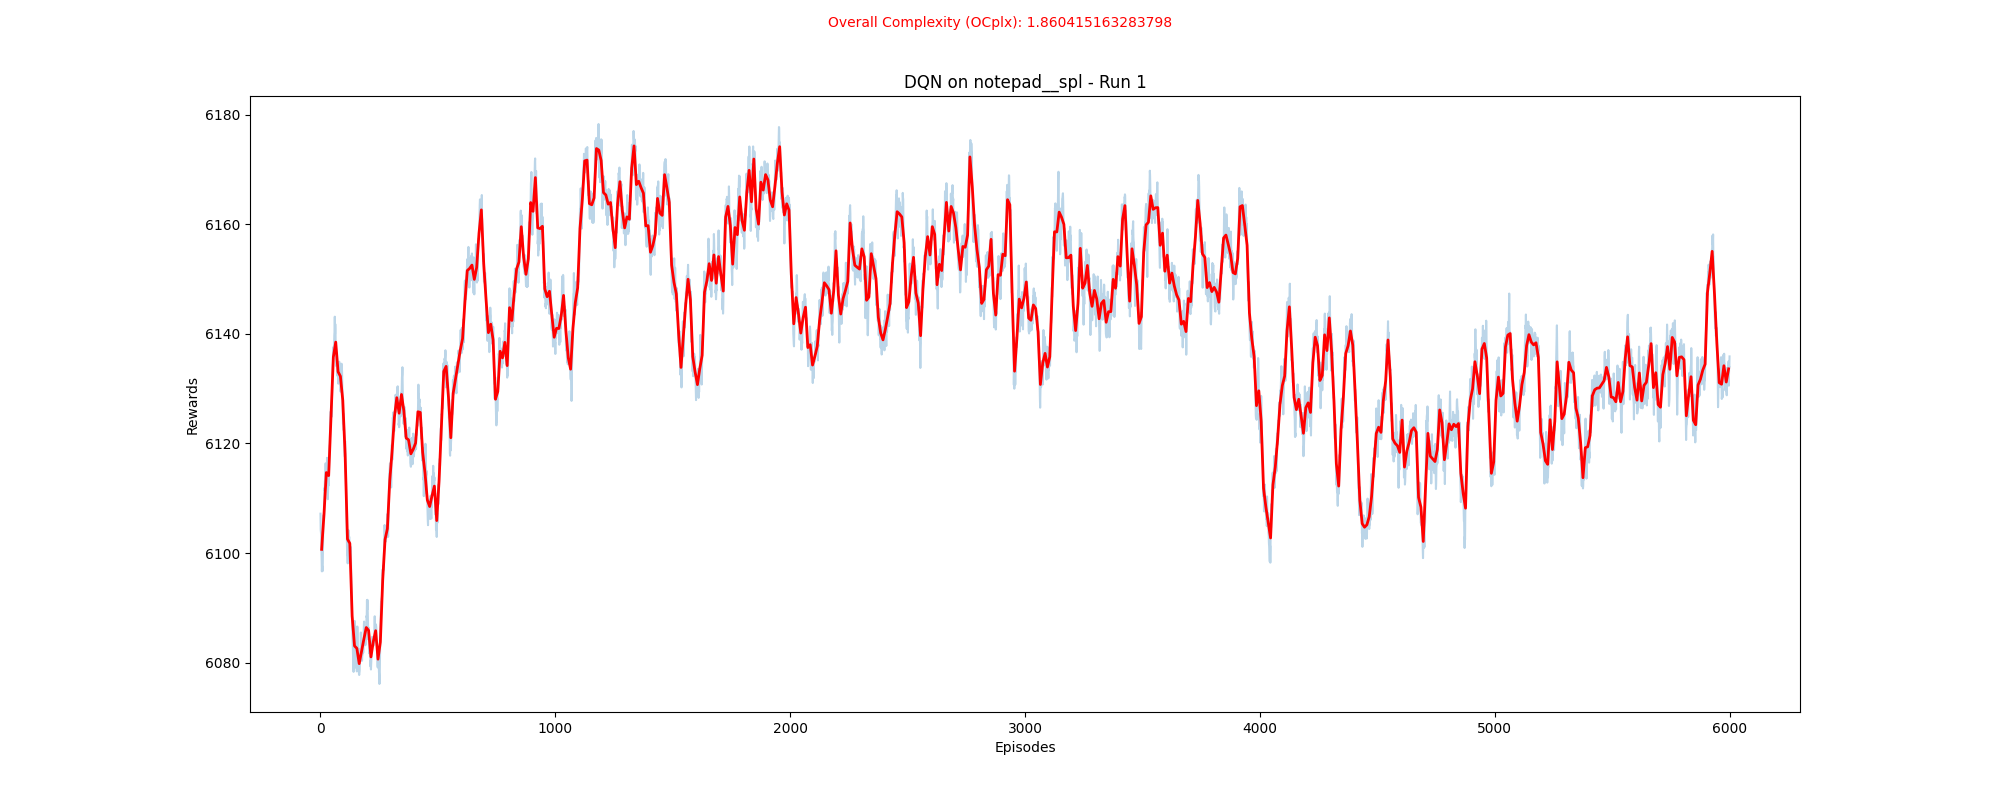 Overall Complexity (OCplx): 1.860415163283798
DQN on notepad__spl - Run 1
6180
6160
6140
6120
6100
6080
Rewards
0 1000 2000 3000 4000 5000 6000
Episodes